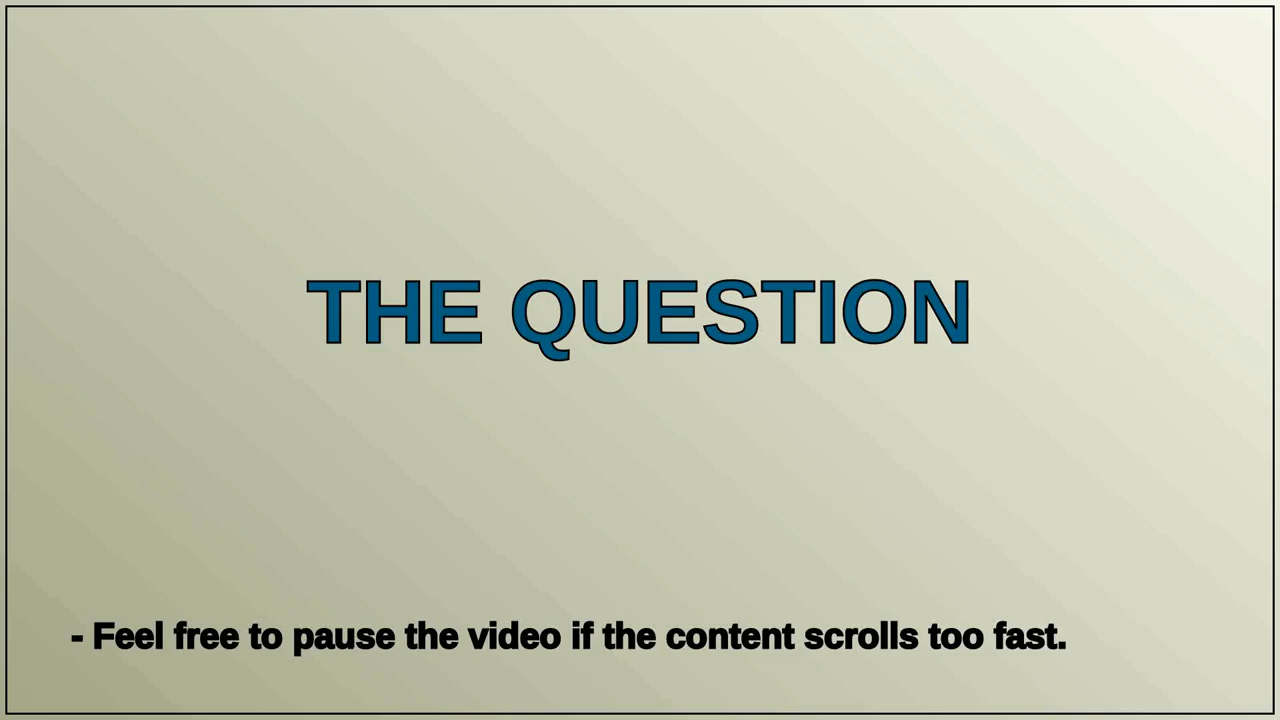 THE QUESTION
- Feel free to pause the video if the content scrolls too fast.